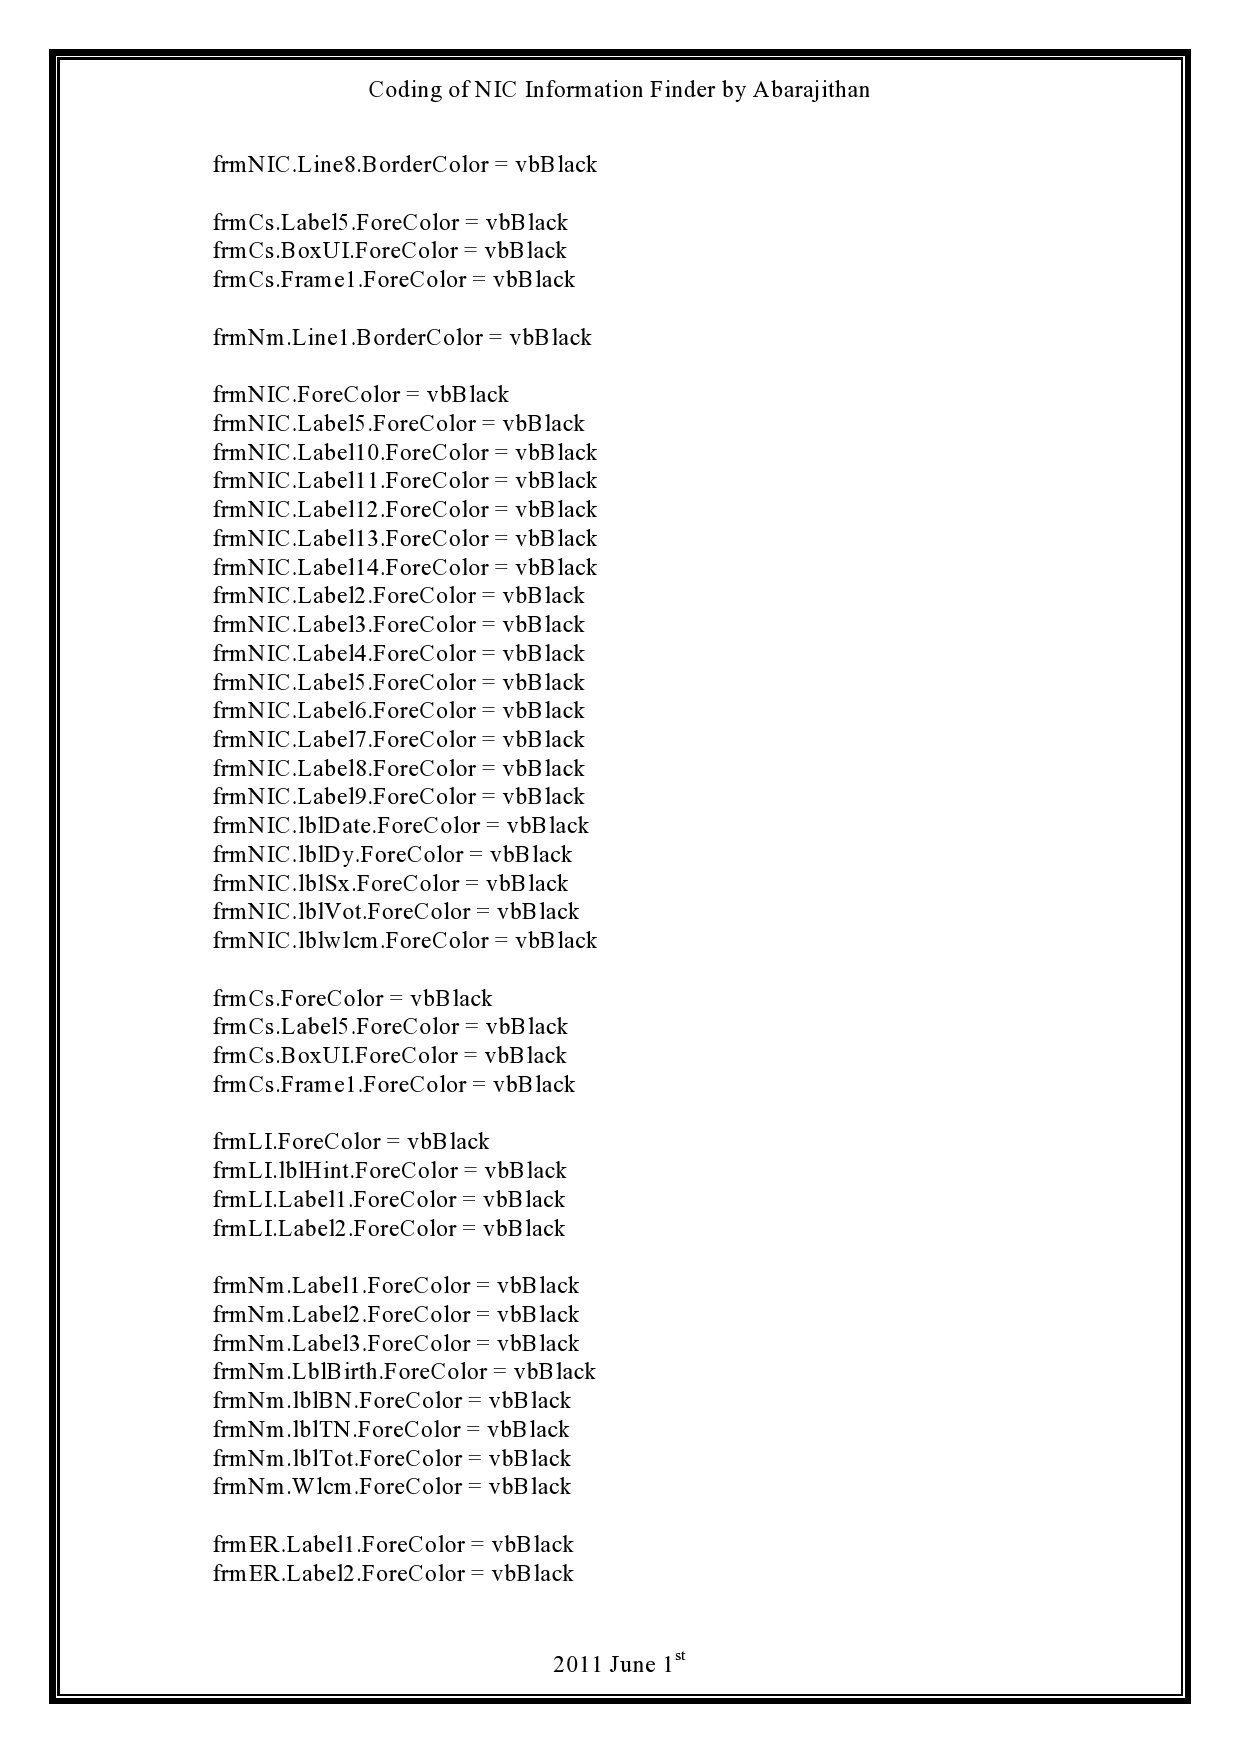 Coding of NIC Information Finder by Abarajithan
frmNIC.Line8.BorderColor = vbBlack
frmCs.Label5.ForeColor = vbBlack
frmCs.BoxUI.ForeColor = vbBlack
frmCs.Frame1.ForeColor = vbBlack
frmNm.Line1.BorderColor = vbBlack
frmNIC.ForeColor = vbBlack
frmNIC.Label5.ForeColor = vbBlack
frmNIC.Label10.ForeColor = vbBlack
frmNIC.Label11.ForeColor = vbBlack
frmNIC.Label12.ForeColor = vbBlack
frmNIC.Label13.ForeColor = vbBlack
frmNIC.Label14.ForeColor = vbBlack
frmNIC.Label2.ForeColor = vbBlack
frmNIC.Label3.ForeColor = vbBlack
frmNIC.Label4.ForeColor = vbBlack
frmNIC.Label5.ForeColor = vbBlack
frmNIC.Label6.ForeColor = vbBlack
frmNIC.Label7.ForeColor = vbBlack
frmNIC.Label8.ForeColor = vbBlack
frmNIC.Label9.ForeColor = vbBlack
frmNIC.lblDate.ForeColor = vbBlack
frmNIC.lblDy.ForeColor = vbBlack
frmNIC.lblSx.ForeColor = vbBlack
frmNIC.lblVot.ForeColor = vbBlack
frmNIC.lblwlcm.ForeColor = vbBlack
frmCs.ForeColor = vbBlack
frmCs.Label5.ForeColor = vbBlack
frmCs.BoxUI.ForeColor = vbBlack
frmCs.Frame1.ForeColor = vbBlack
frmLI.ForeColor = vbBlack
frmLI.lblHint.ForeColor = vbBlack
frmLI.Label1.ForeColor = vbBlack
frmLI.Label2.ForeColor = vbBlack
frmNm.Label1.ForeColor = vbBlack
frmNm.Label2.ForeColor = vbBlack
frmNm.Label3.ForeColor = vbBlack
frmNm.LblBirth.ForeColor = vbBlack
frmNm.lblBN.ForeColor = vbBlack
frmNm.lblTN.ForeColor = vbBlack
frmNm.lblTot.ForeColor = vbBlack
frmNm.Wlcm.ForeColor = vbBlack
frmER.Label1.ForeColor = vbBlack
frmER.Label2.ForeColor = vbBlack
2011 June 1st